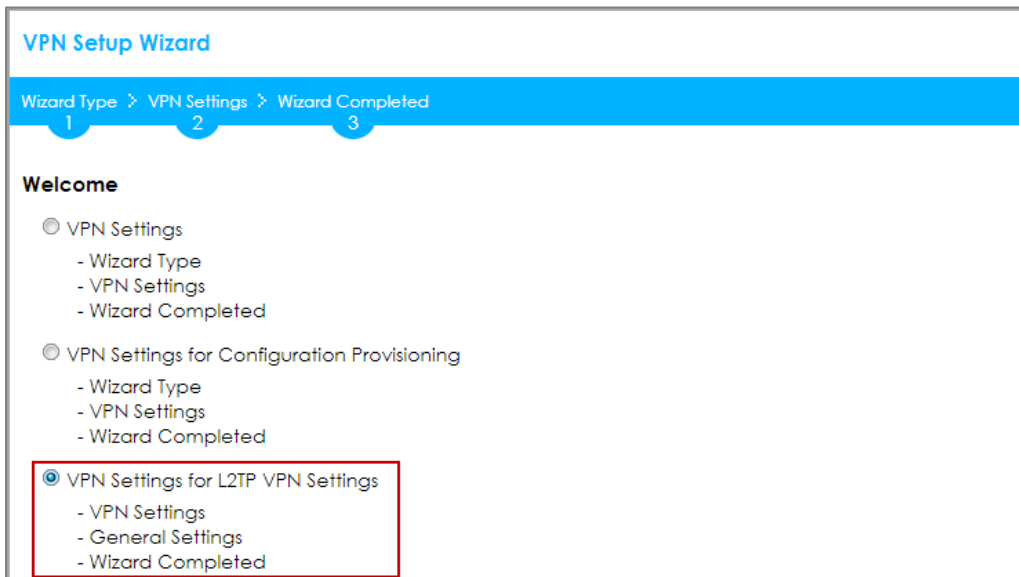 VPN Setup Wizard
Wizard Type > VPN Settings > Wizard Completed
1 2 3
Welcome
VPN Settings
- Wizard Type
- VPN Settings
- Wizard Completed
VPN Settings for Configuration Provisioning
- Wizard Type
- VPN Settings
- Wizard Completed
VPN Settings for L2TP VPN Settings
- VPN Settings
- General Settings
- Wizard Completed